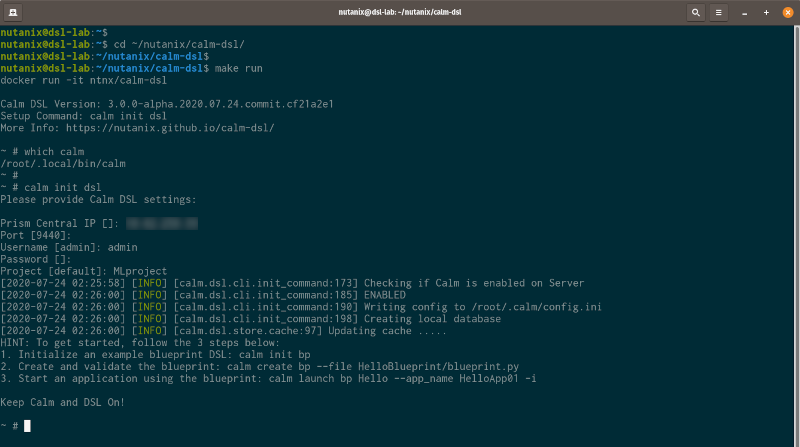 nutanix@dsl-lab: ~/nutanix/calm-dsl
nutanix@dsl-lab:~$
nutanix@dsl-lab:~$ cd ~/nutanix/calm-dsl/
nutanix@dsl-lab:~/nutanix/calm-dsl$
nutanix@dsl-lab:~/nutanix/calm-dsl$ make run
docker run -it ntnx/calm-dsl
Calm DSL Version: 3.0.0-alpha.2020.07.24.commit.cf21a2e1
Setup Command: calm init dsl
More Info: https://nutanix.github.io/calm-dsl/
~ # which calm
/root/.local/bin/calm
~ #
~ # calm init dsl
Please provide Calm DSL settings:
Prism Central IP []:
Port [9440]:
Username [admin]: admin
Password []:
Project [default]: MLproject
[2020-07-24 02:25:58] [INFO] [calm.dsl.cli.init_command:173] Checking if Calm is enabled on Server
[2020-07-24 02:26:00] [INFO] [calm.dsl.cli.init_command:185] ENABLED
[2020-07-24 02:26:00] [INFO] [calm.dsl.cli.init_command:190] Writing config to /root/.calm/config.ini
[2020-07-24 02:26:00] [INFO] [calm.dsl.cli.init_command:198] Creating local database
[2020-07-24 02:26:00] [INFO] [calm.dsl.store.cache:97] Updating cache .....
HINT: To get started, follow the 3 steps below:
1. Initialize an example blueprint DSL: calm init bp
2. Create and validate the blueprint: calm create bp --file HelloBlueprint/blueprint.py
3. Start an application using the blueprint: calm launch bp Hello --app_name HelloApp01 -i
Keep Calm and DSL On!
~ #